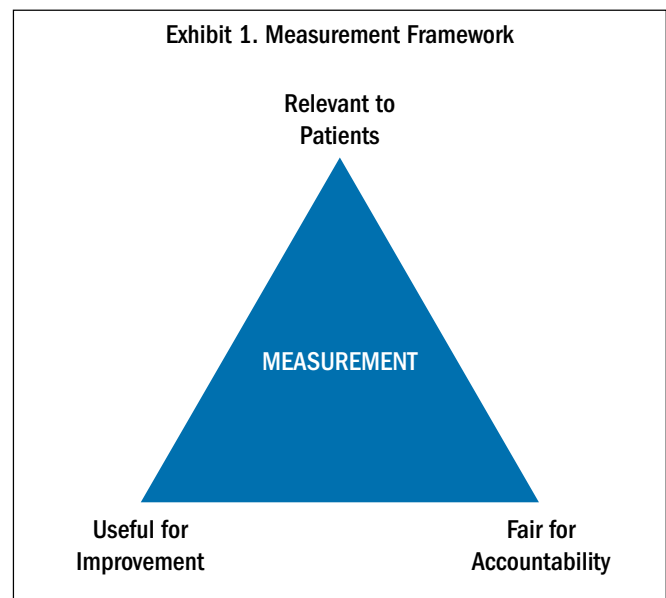 Exhibit 1. Measurement Framework
Relevant to
Patients
MEASUREMENT
Useful for
Improvement
Fair for
Accountability